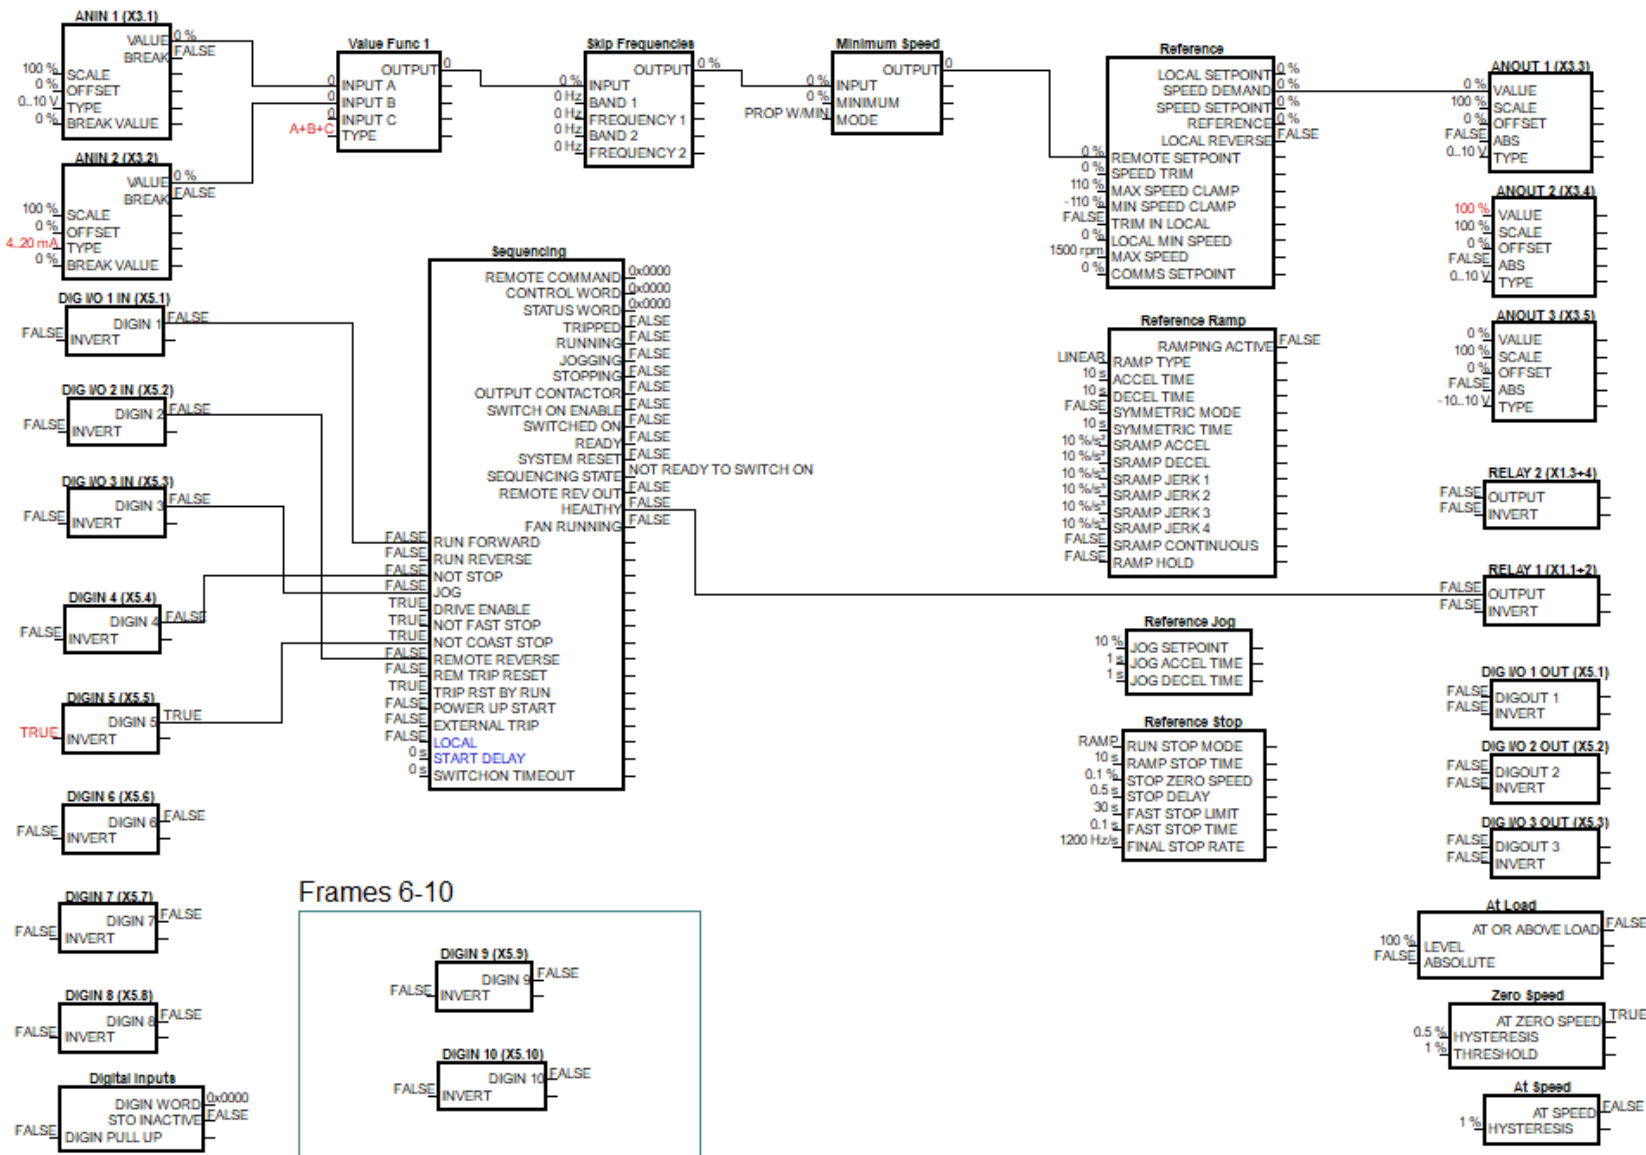 ANIN 1 (X3.1)
VALUE 0 %
BREAK FALSE
100 % SCALE
0 % OFFSET
0..10 V TYPE
0 % BREAK VALUE
ANIN 2 (X3.2)
VALUE 0 %
BREAK FALSE
100 % SCALE
0 % OFFSET
4..20 mA TYPE
0 % BREAK VALUE
DIG I/O 1 IN (X5.1)
DIGIN 1 FALSE
FALSE INVERT
DIG I/O 2 IN (X5.2)
DIGIN 2 FALSE
FALSE INVERT
DIG I/O 3 IN (X5.3)
DIGIN 3 FALSE
FALSE INVERT
DIGIN 4 (X5.4)
DIGIN 4 FALSE
FALSE INVERT
DIGIN 5 (X5.5)
DIGIN 5 TRUE
TRUE INVERT
DIGIN 6 (X5.6)
DIGIN 6 FALSE
FALSE INVERT
DIGIN 7 (X5.7)
DIGIN 7 FALSE
FALSE INVERT
DIGIN 8 (X5.8)
DIGIN 8 FALSE
FALSE INVERT
Digital Inputs
DIGIN WORD 0x0000
STO INACTIVE FALSE
FALSE DIGIN PULL UP
Value Func 1
OUTPUT 0
0 INPUT A
0 INPUT B
0 INPUT C
A+B+C TYPE
Skip Frequencies
OUTPUT 0 %
0 % INPUT
0 Hz BAND 1
0 Hz FREQUENCY 1
0 Hz BAND 2
0 Hz FREQUENCY 2
Minimum Speed
OUTPUT 0
0 % INPUT
0 % MINIMUM
PROP W/MIN MODE
Sequencing
REMOTE COMMAND 0x0000
CONTROL WORD 0x0000
STATUS WORD 0x0000
TRIPPED FALSE
RUNNING FALSE
JOGGING FALSE
STOPPING FALSE
OUTPUT CONTACTOR FALSE
SWITCH ON ENABLE FALSE
SWITCHED ON FALSE
READY FALSE
SYSTEM RESET FALSE
SEQUENCING STATE NOT READY TO SWITCH ON
REMOTE REV OUT FALSE
HEALTHY FALSE
FAN RUNNING FALSE
FALSE RUN FORWARD
FALSE RUN REVERSE
FALSE NOT STOP
FALSE JOG
TRUE DRIVE ENABLE
TRUE NOT FAST STOP
TRUE NOT COAST STOP
FALSE REMOTE REVERSE
FALSE REM TRIP RESET
TRUE TRIP RST BY RUN
FALSE POWER UP START
FALSE EXTERNAL TRIP
FALSE LOCAL
0 s START DELAY
0 s SWITCHON TIMEOUT
Frames 6-10
DIGIN 9 (X5.9)
DIGIN 9 FALSE
FALSE INVERT
DIGIN 10 (X5.10)
DIGIN 10 FALSE
FALSE INVERT
Reference
LOCAL SETPOINT 0 %
SPEED DEMAND 0 %
SPEED SETPOINT 0 %
REFERENCE 0 %
LOCAL REVERSE FALSE
0 % REMOTE SETPOINT
0 % SPEED TRIM
110 % MAX SPEED CLAMP
-110 % MIN SPEED CLAMP
FALSE TRIM IN LOCAL
0 % LOCAL MIN SPEED
1500 rpm MAX SPEED
0 % COMMS SETPOINT
Reference Ramp
RAMPING ACTIVE FALSE
LINEAR RAMP TYPE
10 s ACCEL TIME
10 s DECEL TIME
FALSE SYMMETRIC MODE
10 s SYMMETRIC TIME
10 %/s² SRAMP ACCEL
10 %/s² SRAMP DECEL
10 %/s³ SRAMP JERK 1
10 %/s³ SRAMP JERK 2
10 %/s³ SRAMP JERK 3
10 %/s³ SRAMP JERK 4
FALSE SRAMP CONTINUOUS
FALSE RAMP HOLD
Reference Jog
10 % JOG SETPOINT
1 s JOG ACCEL TIME
1 s JOG DECEL TIME
Reference Stop
RAMP RUN STOP MODE
10 s RAMP STOP TIME
0.1 % STOP ZERO SPEED
0.5 s STOP DELAY
30 s FAST STOP LIMIT
0.1 s FAST STOP TIME
1200 Hz/s FINAL STOP RATE
ANOUT 1 (X3.3)
0 % VALUE
100 % SCALE
0 % OFFSET
FALSE ABS
0..10 V TYPE
ANOUT 2 (X3.4)
100 % VALUE
100 % SCALE
0 % OFFSET
FALSE ABS
0..10 V TYPE
ANOUT 3 (X3.5)
0 % VALUE
100 % SCALE
0 % OFFSET
FALSE ABS
-10..10 V TYPE
RELAY 2 (X1.3+4)
FALSE OUTPUT
FALSE INVERT
RELAY 1 (X1.1+2)
FALSE OUTPUT
FALSE INVERT
DIG I/O 1 OUT (X5.1)
FALSE DIGOUT 1
FALSE INVERT
DIG I/O 2 OUT (X5.2)
FALSE DIGOUT 2
FALSE INVERT
DIG I/O 3 OUT (X5.3)
FALSE DIGOUT 3
FALSE INVERT
At Load
AT OR ABOVE LOAD FALSE
100 % LEVEL
FALSE ABSOLUTE
Zero Speed
AT ZERO SPEED TRUE
0.5 % HYSTERESIS
1 % THRESHOLD
At Speed
AT SPEED FALSE
1 % HYSTERESIS